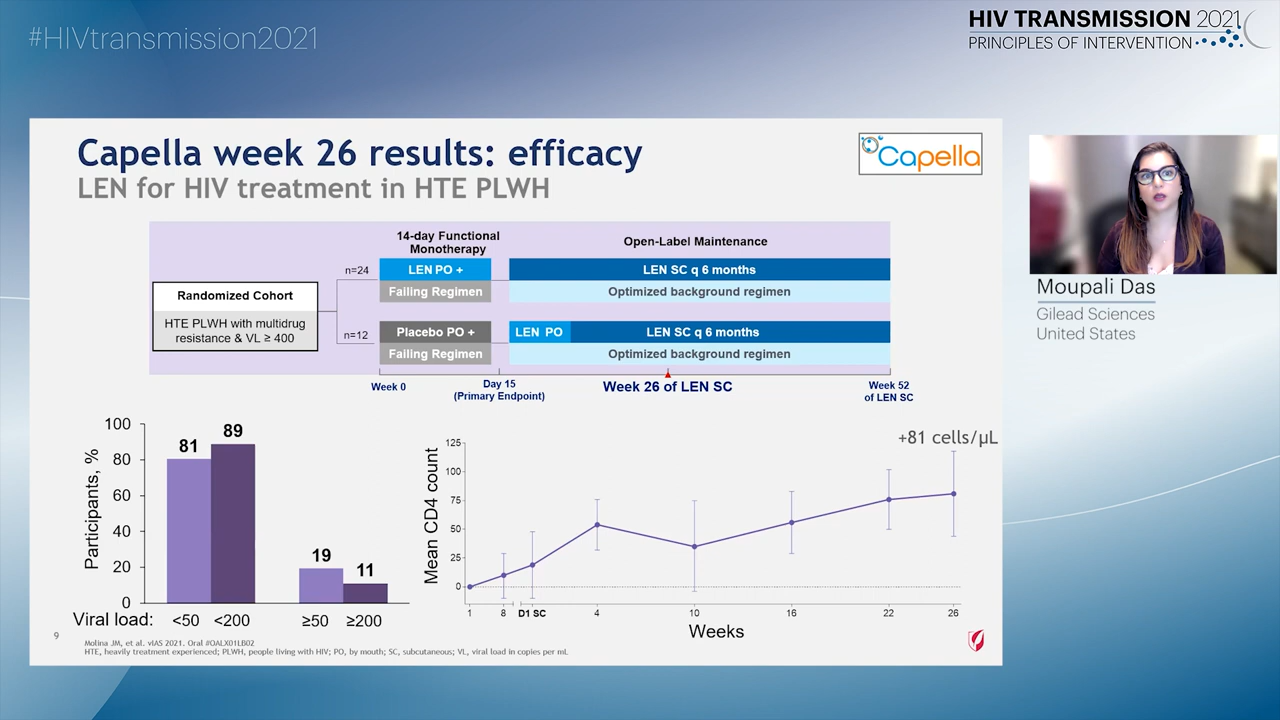 #HIVtransmission2021
HIV TRANSMISSION 2021
PRINCIPLES OF INTERVENTION
Capella week 26 results: efficacy
LEN for HIV treatment in HTE PLWH
Capella
14-day Functional
Monotherapy
Open-Label Maintenance
Randomized Cohort
HTE PLWH with multidrug
resistance & VL ≥ 400
n=24
LEN PO +
Failing Regimen
LEN SC q 6 months
Optimized background regimen
n=12
Placebo PO +
Failing Regimen
LEN PO
LEN SC q 6 months
Optimized background regimen
Week 0
Day 15
(Primary Endpoint)
Week 26 of LEN SC
Week 52
of LEN SC
Participants, %
100
80
60
40
20
0
81
89
19
11
Viral load:
<50
<200
≥50
≥200
Mean CD4 count
125
100
75
50
25
0
+81 cells/µL
1
8
D1 SC
4
10
16
22
26
Weeks
9
Molina JM, et al. vIAS 2021. Oral #OALX01LB02
HTE, heavily treatment experienced; PLWH, people living with HIV; PO, by mouth; SC, subcutaneous; VL, viral load in copies per mL
Moupali Das
Gilead Sciences
United States